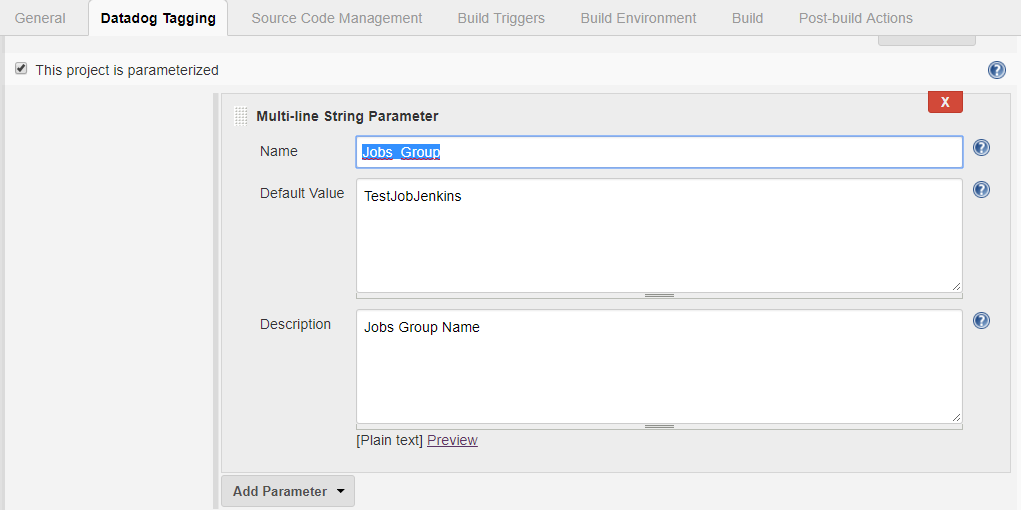 General Datadog Tagging Source Code Management Build Triggers Build Environment Build Post-build Actions
This project is parameterized
X
Multi-line String Parameter
Name Jobs_Group
Default Value TestJobJenkins
Description Jobs Group Name
[Plain text] Preview
Add Parameter